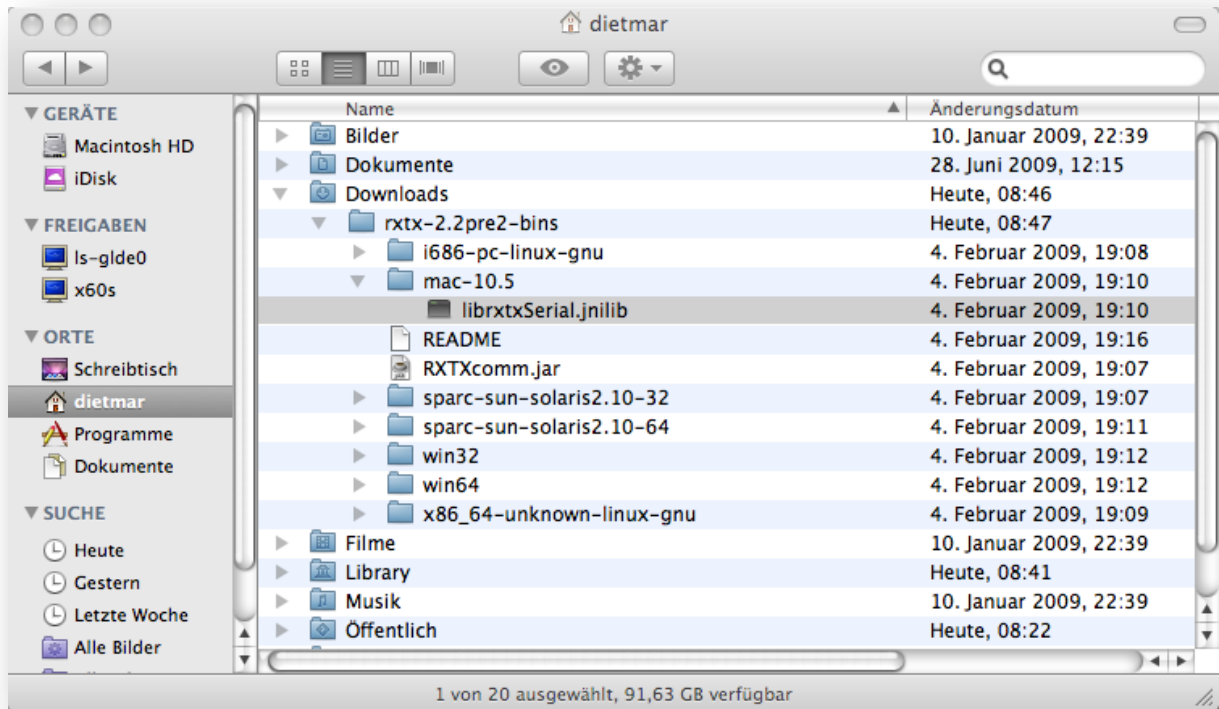 dietmar
GERÄTE
Macintosh HD
iDisk
FREIGABEN
ls-glde0
x60s
ORTE
Schreibtisch
dietmar
Programme
Dokumente
SUCHE
Heute
Gestern
Letzte Woche
Alle Bilder
Name Änderungsdatum
Bilder 10. Januar 2009, 22:39
Dokumente 28. Juni 2009, 12:15
Downloads Heute, 08:46
rxtx-2.2pre2-bins Heute, 08:47
i686-pc-linux-gnu 4. Februar 2009, 19:08
mac-10.5 4. Februar 2009, 19:10
librxtxSerial.jnilib 4. Februar 2009, 19:10
README 4. Februar 2009, 19:16
RXTXcomm.jar 4. Februar 2009, 19:07
sparc-sun-solaris2.10-32 4. Februar 2009, 19:07
sparc-sun-solaris2.10-64 4. Februar 2009, 19:11
win32 4. Februar 2009, 19:12
win64 4. Februar 2009, 19:12
x86_64-unknown-linux-gnu 4. Februar 2009, 19:09
Filme 10. Januar 2009, 22:39
Library Heute, 08:41
Musik 10. Januar 2009, 22:39
Öffentlich Heute, 08:22
1 von 20 ausgewählt, 91,63 GB verfügbar